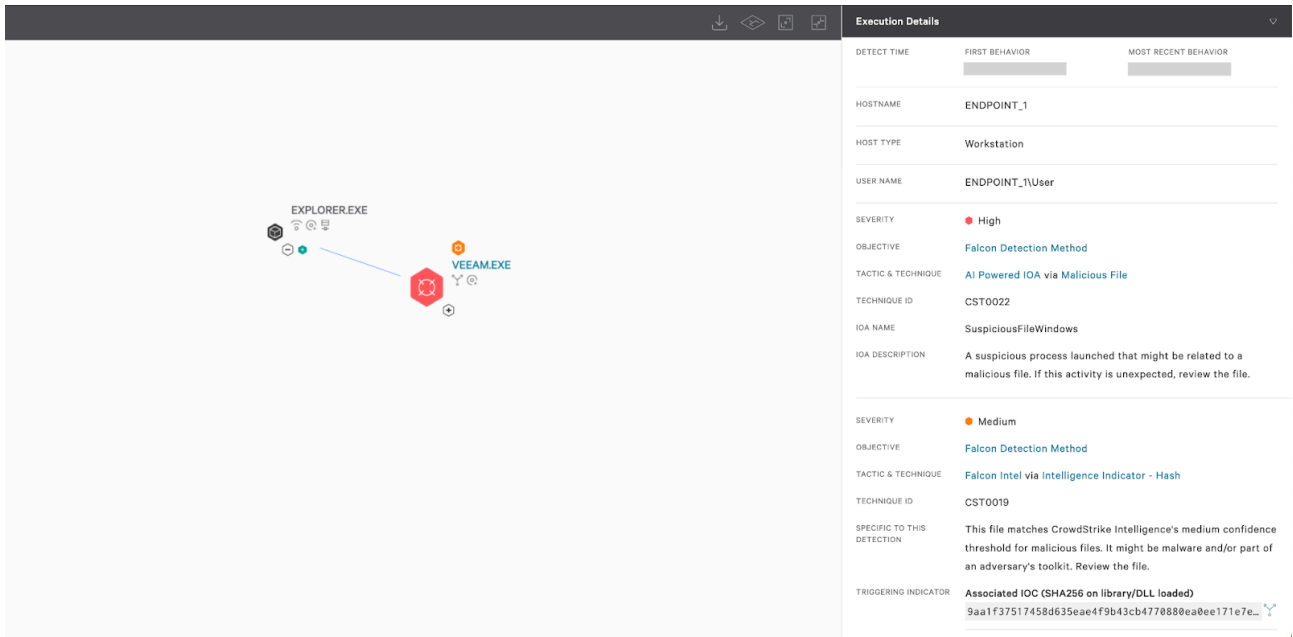 Execution Details
DETECT TIME
FIRST BEHAVIOR
MOST RECENT BEHAVIOR
HOSTNAME
ENDPOINT_1
HOST TYPE
Workstation
USER NAME
ENDPOINT_1\User
SEVERITY
High
OBJECTIVE
Falcon Detection Method
TACTIC & TECHNIQUE
AI Powered IOA via Malicious File
TECHNIQUE ID
CST0022
IOA NAME
SuspiciousFileWindows
IOA DESCRIPTION
A suspicious process launched that might be related to a
malicious file. If this activity is unexpected, review the file.
SEVERITY
Medium
OBJECTIVE
Falcon Detection Method
TACTIC & TECHNIQUE
Falcon Intel via Intelligence Indicator - Hash
TECHNIQUE ID
CST0019
SPECIFIC TO THIS
DETECTION
This file matches CrowdStrike Intelligence's medium confidence
threshold for malicious files. It might be malware and/or part of
an adversary's toolkit. Review the file.
TRIGGERING INDICATOR
Associated IOC (SHA256 on library/DLL loaded)
9aa1f37517458d635eae4f9b43cb4770880ea0ee171e7e…
EXPLORER.EXE
VEEAM.EXE